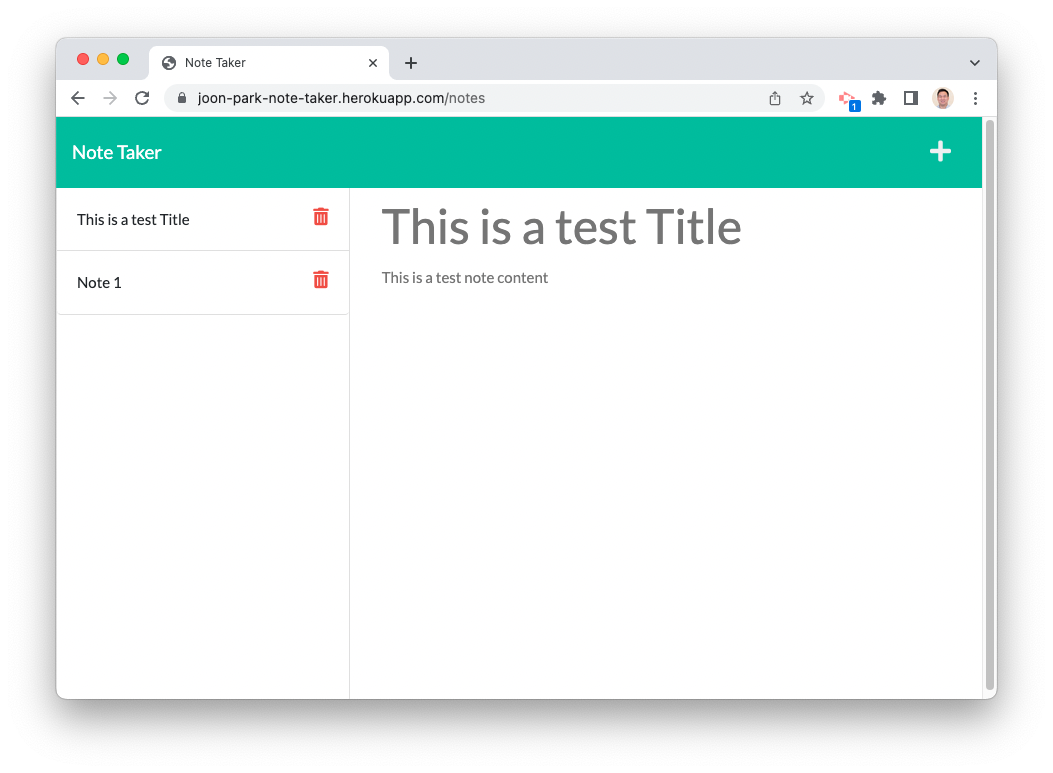 Note Taker
joon-park-note-taker.herokuapp.com/notes
1
Note Taker
This is a test Title
Note 1
This is a test Title
This is a test note content